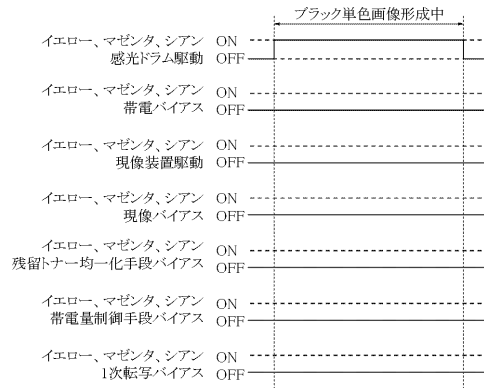 ブラック単色画像形成中
イエロー、マゼンタ、シアン ON
感光ドラム駆動 OFF
イエロー、マゼンタ、シアン ON
帯電バイアス OFF
イエロー、マゼンタ、シアン ON
現像装置駆動 OFF
イエロー、マゼンタ、シアン ON
現像バイアス OFF
イエロー、マゼンタ、シアン ON
残留トナー均一化手段バイアス OFF
イエロー、マゼンタ、シアン ON
帯電量制御手段バイアス OFF
イエロー、マゼンタ、シアン ON
1次転写バイアス OFF